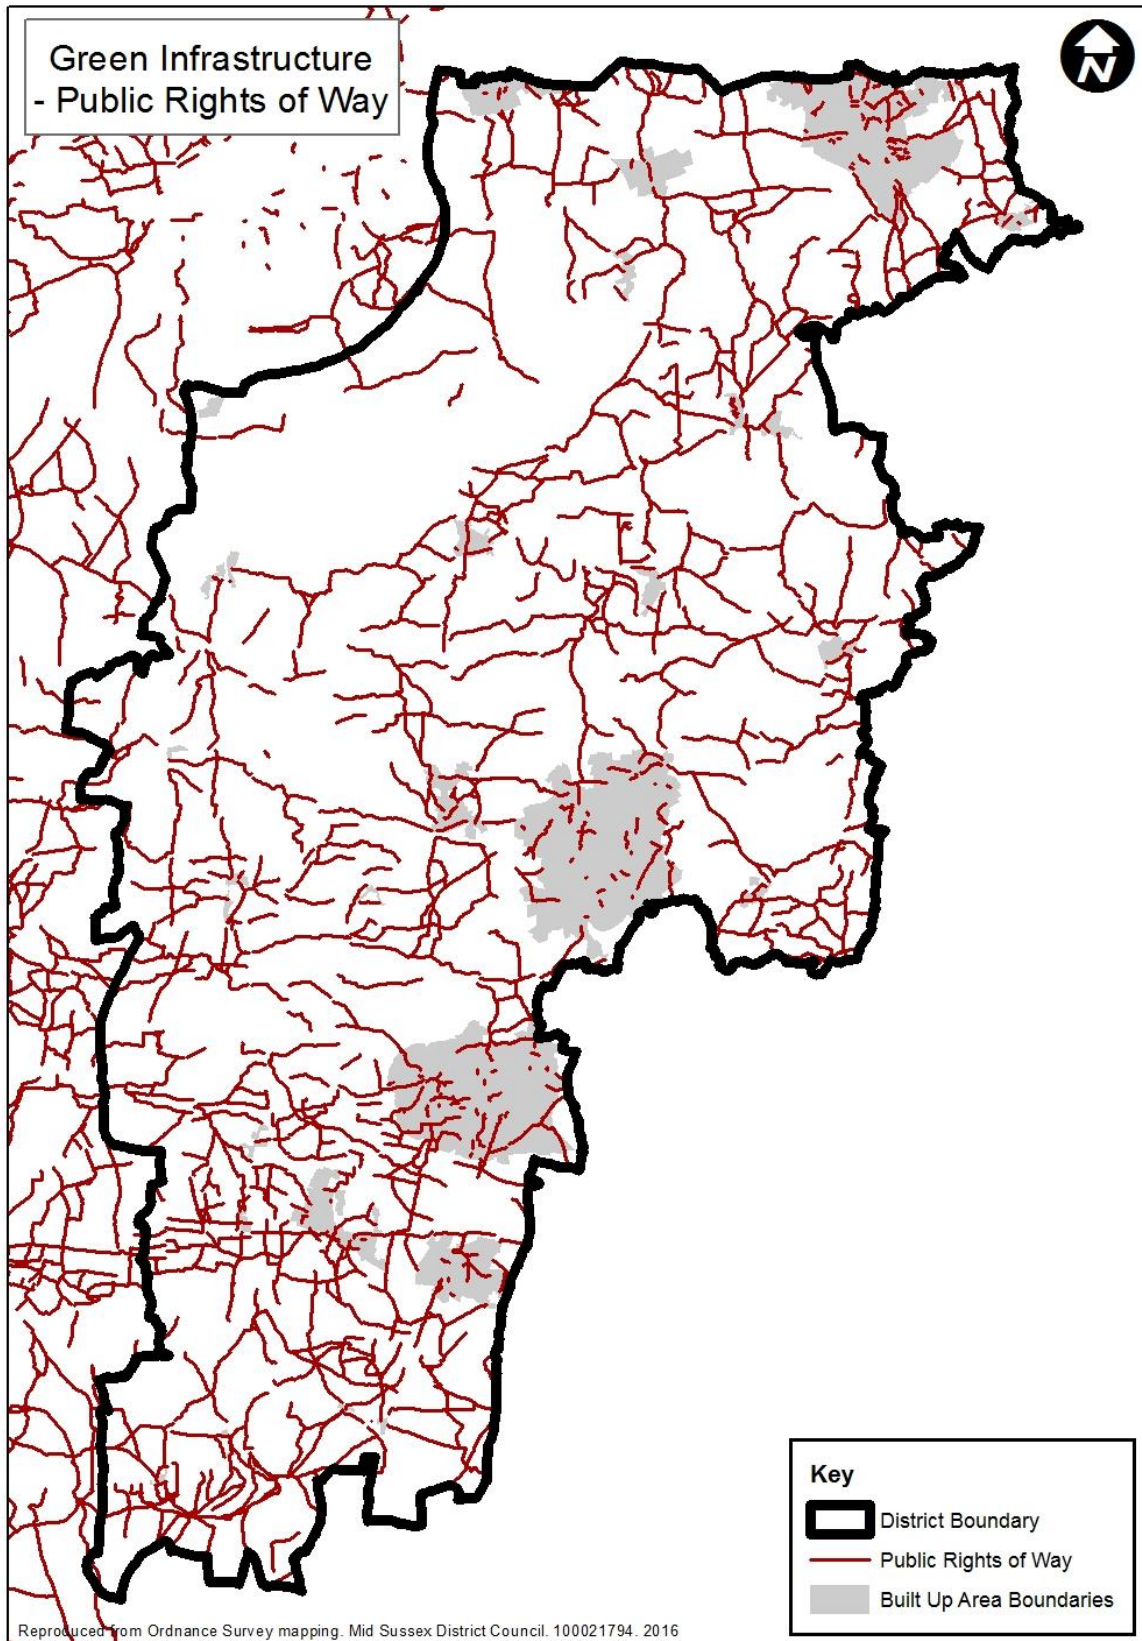 Green Infrastructure
- Public Rights of Way
N
Key
District Boundary
Public Rights of Way
Built Up Area Boundaries
Reproduced from Ordnance Survey mapping. Mid Sussex District Council. 100021794. 2016